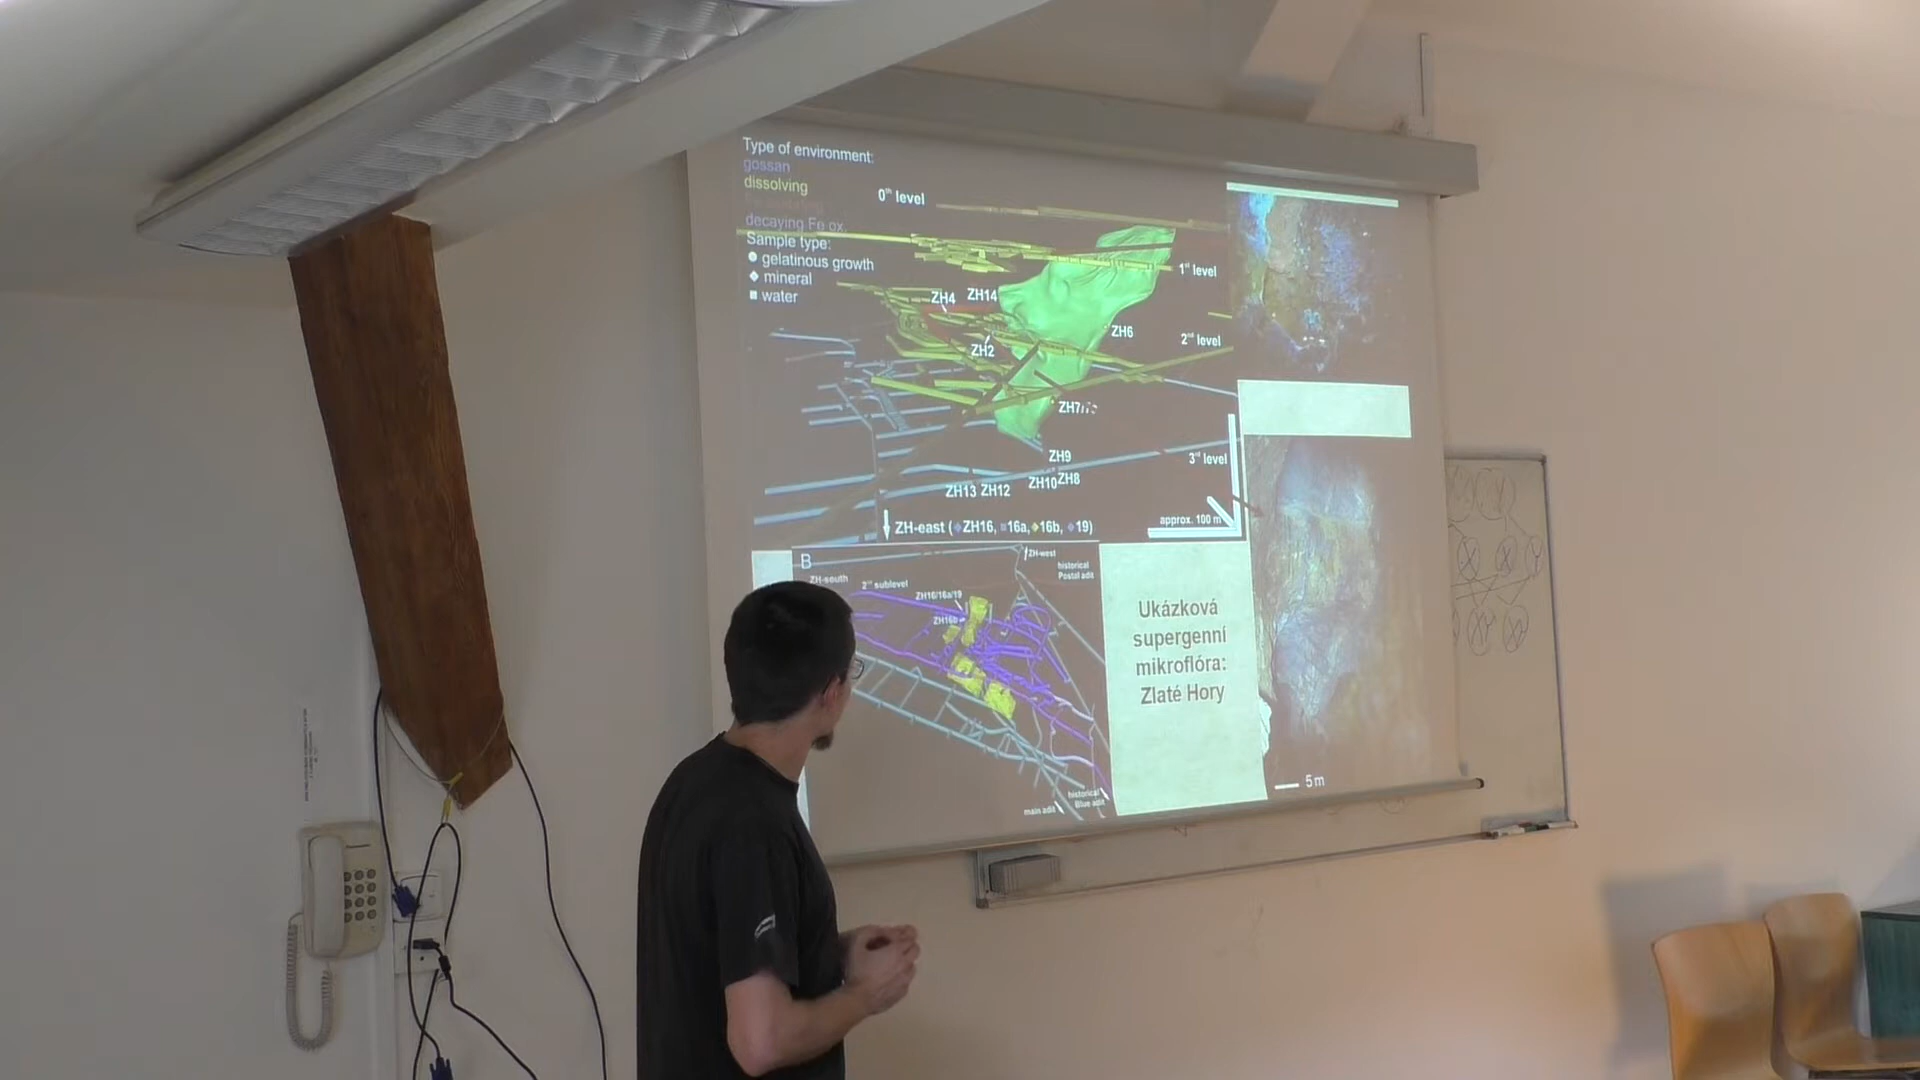 Type of environment:
gossan
dissolving
decaying Fe ox.
Sample type:
gelatinous growth
mineral
water
0th level
1st level
ZH4 ZH14
ZH6
2nd level
ZH2
ZH9
3rd level
ZH10 ZH8
ZH13 ZH12
approx. 100 m
ZH-east (ZH16, 16a, 16b, 19)
B
ZH-west
historical
Postal adit
ZH-south
2nd sublevel
ZH16/16a/19
ZH16b
historical
Blue adit
main adit
Ukázková
supergenní
mikroflóra:
Zlaté Hory
5 m